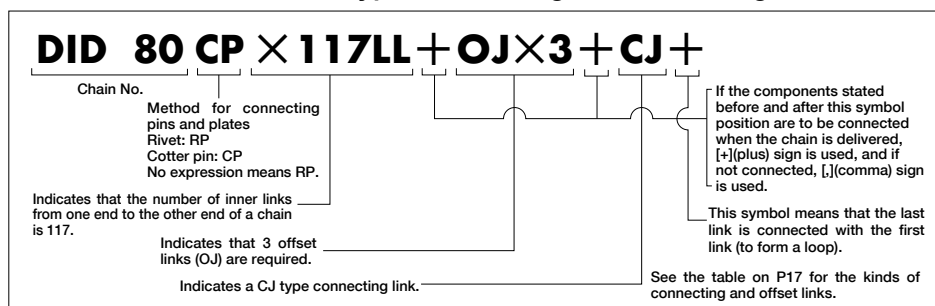 DID 80 CP ×117LL+OJ×3+CJ+
Chain No.
Method for connecting
pins and plates
Rivet: RP
Cotter pin: CP
No expression means RP.
Indicates that the number of inner links
from one end to the other end of a chain
is 117.
Indicates that 3 offset
links (OJ) are required.
Indicates a CJ type connecting link.
If the components stated
before and after this symbol
position are to be connected
when the chain is delivered,
[+](plus) sign is used, and if
not connected, [,](comma) sign
is used.
This symbol means that the last
link is connected with the first
link (to form a loop).
See the table on P17 for the kinds of
connecting and offset links.